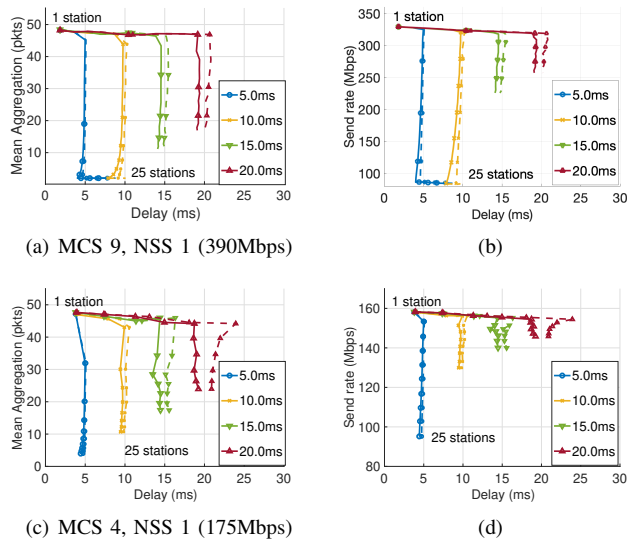 1 station
Mean Aggregation (pkts)
50
40
30
20
10
5.0ms
10.0ms
15.0ms
20.0ms
25 stations
0 5 10 15 20 25 30
Delay (ms)
(a) MCS 9, NSS 1 (390Mbps)
1 station
Send rate (Mbps)
350
300
250
200
150
100
5.0ms
10.0ms
15.0ms
20.0ms
25 stations
0 5 10 15 20 25 30
Delay (ms)
(b)
1 station
Mean Aggregation (pkts)
50
40
30
20
10
0
5.0ms
10.0ms
15.0ms
20.0ms
25 stations
0 5 10 15 20 25 30
Delay (ms)
(c) MCS 4, NSS 1 (175Mbps)
1 station
Send rate (Mbps)
160
140
120
100
80
5.0ms
10.0ms
15.0ms
20.0ms
25 stations
0 5 10 15 20 25 30
Delay (ms)
(d)